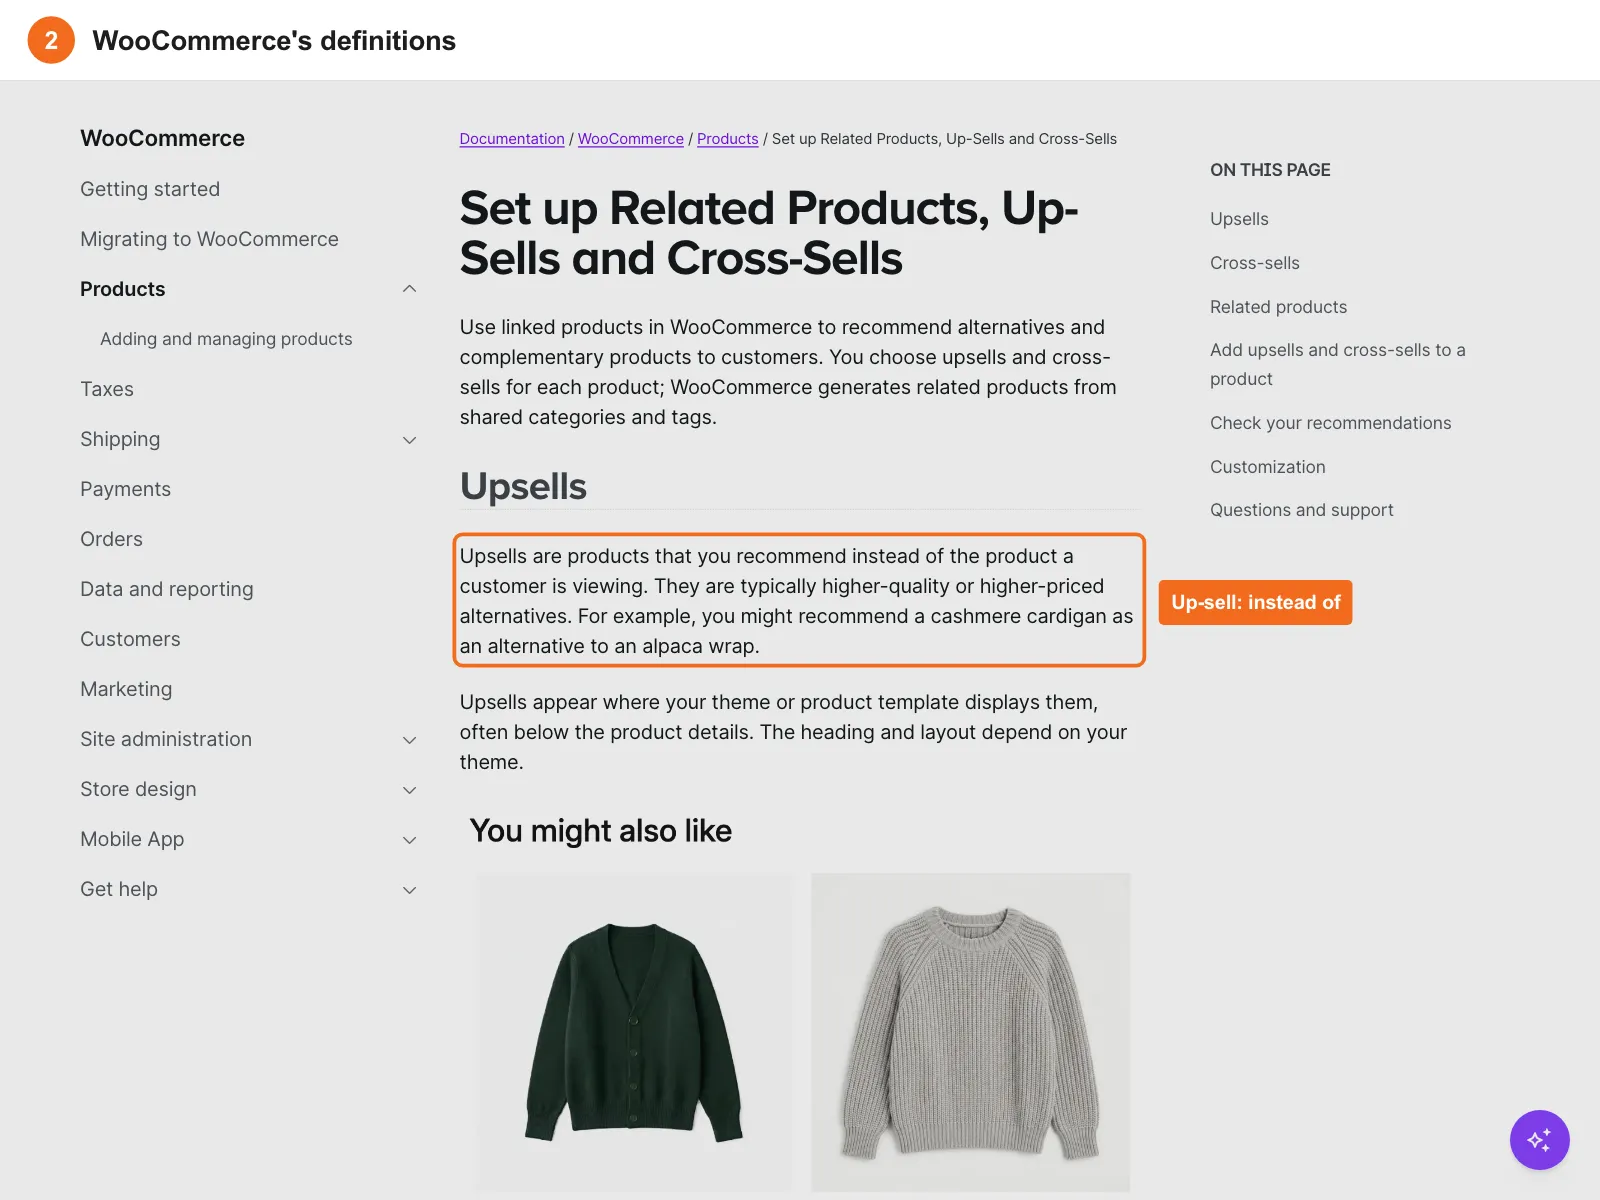 2 WooCommerce's definitions
WooCommerce
Getting started
Migrating to WooCommerce
Products
Adding and managing products
Taxes
Shipping
Payments
Orders
Data and reporting
Customers
Marketing
Site administration
Store design
Mobile App
Get help
Documentation / WooCommerce / Products / Set up Related Products, Up-Sells and Cross-Sells
Set up Related Products, Up-
Sells and Cross-Sells
Use linked products in WooCommerce to recommend alternatives and
complementary products to customers. You choose upsells and cross-
sells for each product; WooCommerce generates related products from
shared categories and tags.
Upsells
Upsells are products that you recommend instead of the product a
customer is viewing. They are typically higher-quality or higher-priced
alternatives. For example, you might recommend a cashmere cardigan as
an alternative to an alpaca wrap.
Up-sell: instead of
Upsells appear where your theme or product template displays them,
often below the product details. The heading and layout depend on your
theme.
You might also like
ON THIS PAGE
Upsells
Cross-sells
Related products
Add upsells and cross-sells to a
product
Check your recommendations
Customization
Questions and support